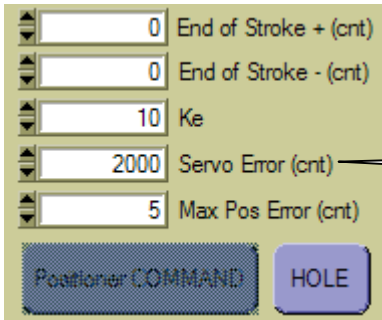 0 End of Stroke + (cnt)
0 End of Stroke - (cnt)
10 Ke
2000 Servo Error (cnt)
5 Max Pos Error (cnt)
Positioner COMMAND HOLE